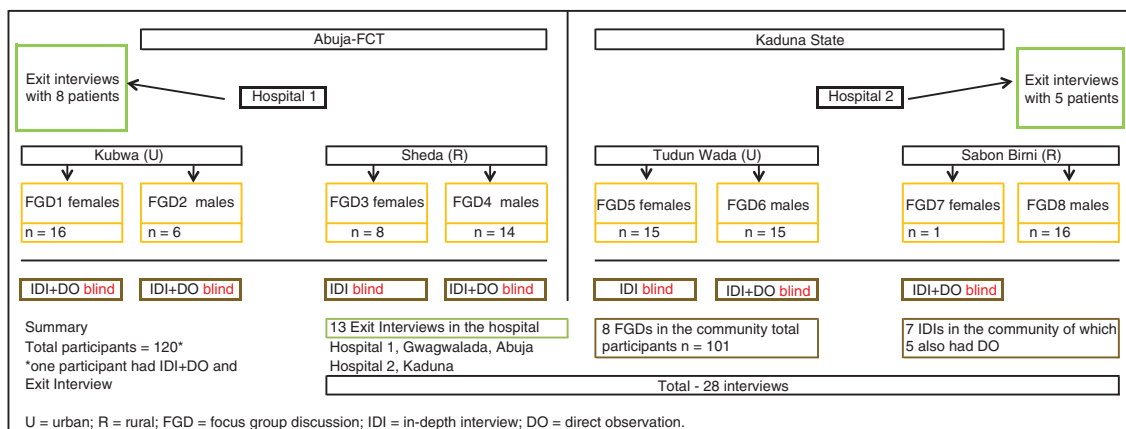 Abuja-FCT
Kaduna State
Exit interviews
with 8 patients
Hospital 1
Hospital 2
Exit interviews
with 5 patients
Kubwa (U)
Sheda (R)
Tudun Wada (U)
Sabon Birni (R)
FGD1 females
n = 16
FGD2 males
n = 6
FGD3 females
n = 8
FGD4 males
n = 14
FGD5 females
n = 15
FGD6 males
n = 15
FGD7 females
n = 1
FGD8 males
n = 16
IDI+DO blind
IDI+DO blind
IDI blind
IDI+DO blind
IDI blind
IDI+DO blind
IDI+DO blind
Summary
Total participants = 120*
*one participant had IDI+DO and
Exit Interview
13 Exit Interviews in the hospital
Hospital 1, Gwagwalada, Abuja
Hospital 2, Kaduna
8 FGDs in the community total
participants n = 101
7 IDIs in the community of which
5 also had DO
Total - 28 interviews
U = urban; R = rural; FGD = focus group discussion; IDI = in-depth interview; DO = direct observation.